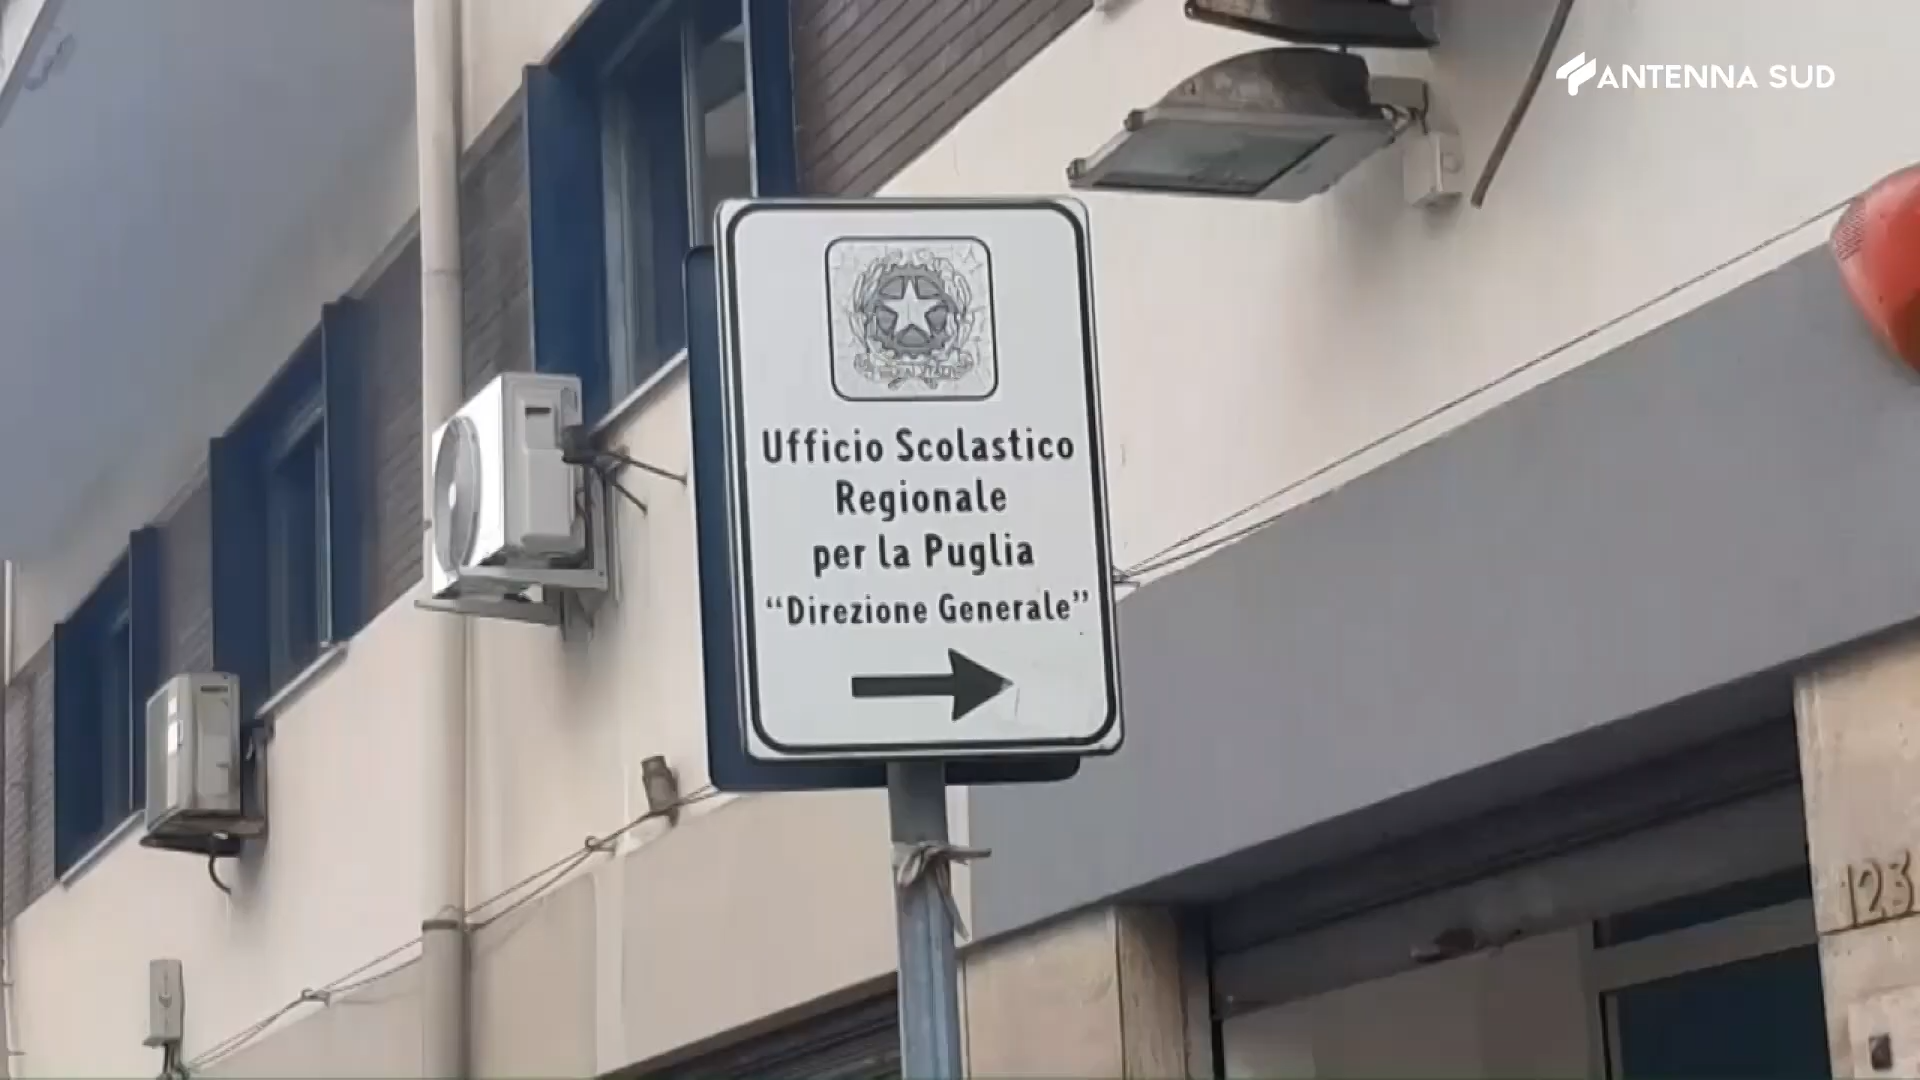 ANTENNA SUD
Ufficio Scolastico
Regionale
per la Puglia
“Direzione Generale”
123